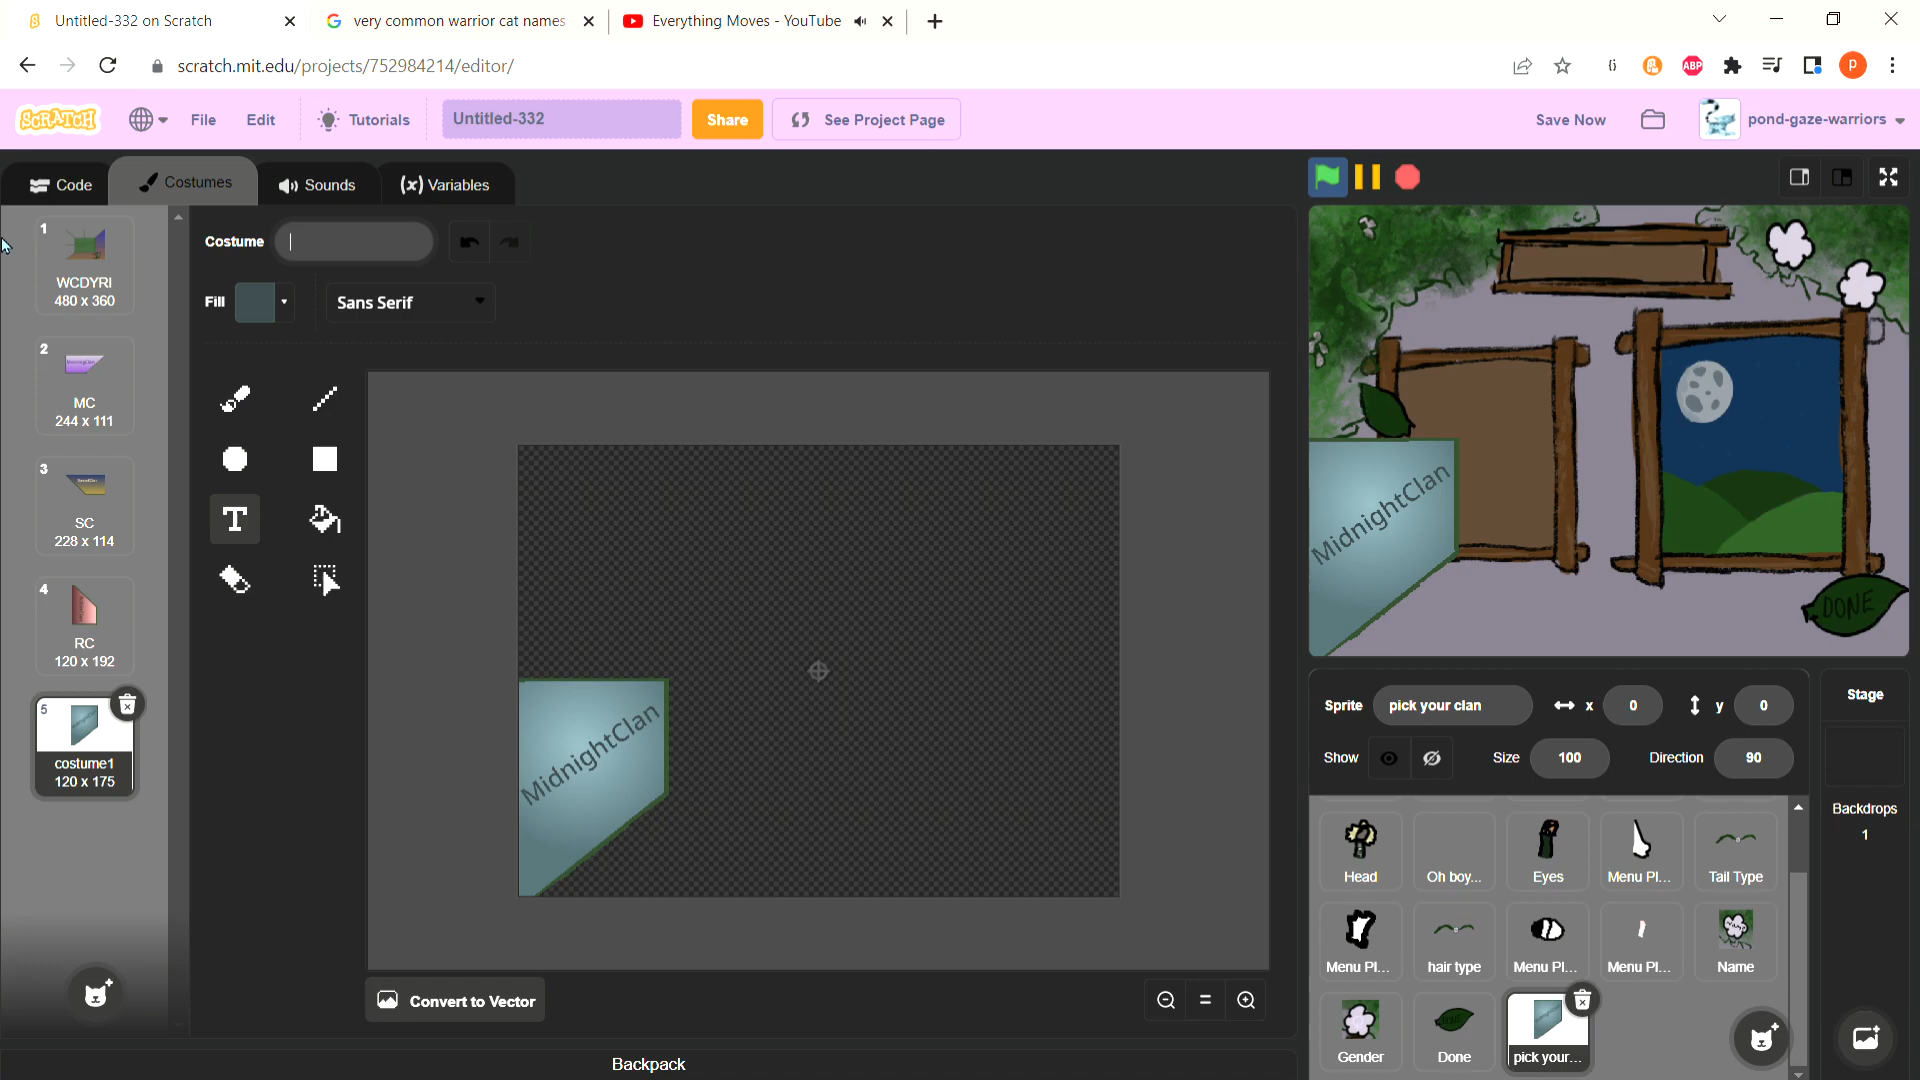 Untitled-332 on Scratch
very common warrior cat names
Everything Moves - YouTube
scratch.mit.edu/projects/752984214/editor/
ABP
P
SCRATCH
File
Edit
Tutorials
Untitled-332
Share
See Project Page
Save Now
pond-gaze-warriors
Code
Costumes
Sounds
(x) Variables
1
WCDYRI
480 x 360
2
MC
244 x 111
3
SC
228 x 114
4
RC
120 x 192
5
costume1
120 x 175
Costume
Fill
Sans Serif
T
MidnightClan
Convert to Vector
Backpack
MidnightClan
DONE
Sprite
pick your clan
x
0
y
0
Show
Size
100
Direction
90
Stage
Backdrops
1
Head
Oh boy...
Eyes
Menu Pl...
Tail Type
Menu Pl...
hair type
Menu Pl...
Menu Pl...
Name
Gender
Done
pick your...